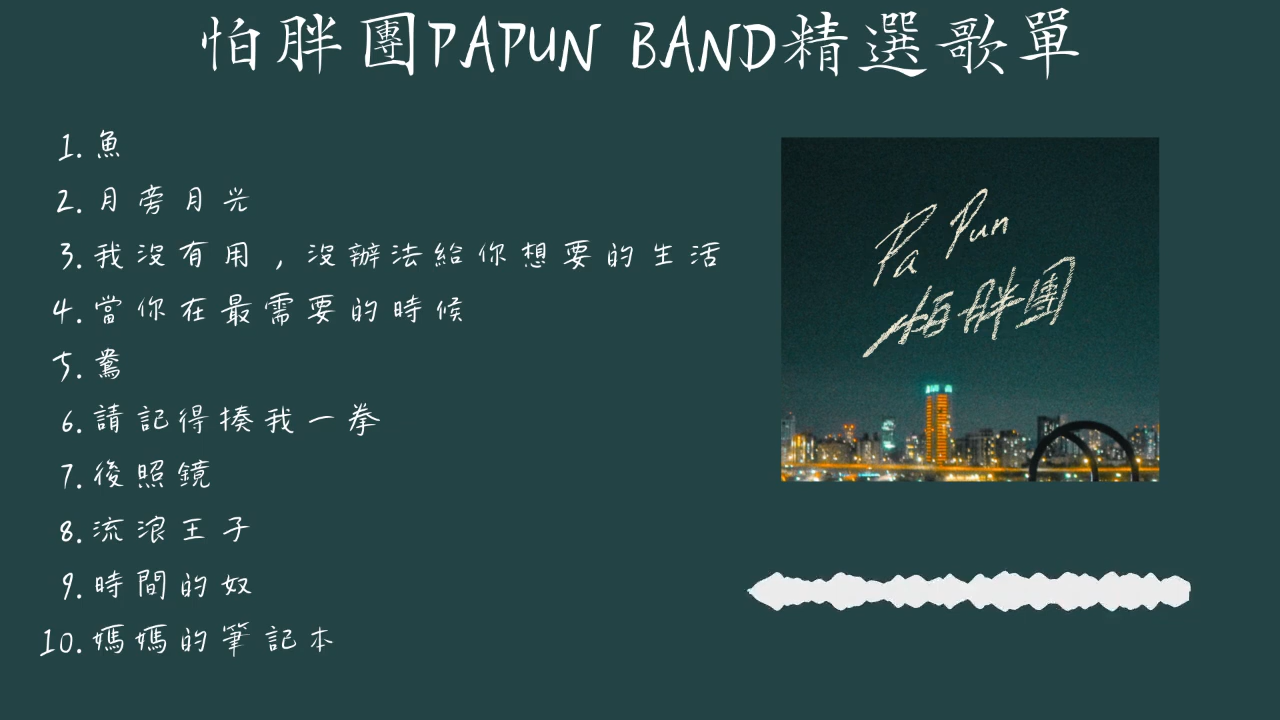 怕胖團PAPUN BAND精選歌單
1. 魚
2. 月旁月光
3. 我沒有用，沒辦法給你想要的生活
4. 當你在最需要的時候
5. 鴦
6. 請記得揍我一拳
7. 後照鏡
8. 流浪王子
9. 時間的奴
10. 媽媽的筆記本
Pa Pun
怕胖團